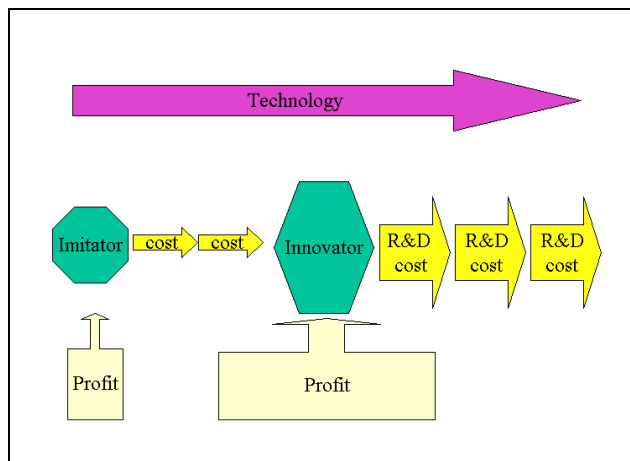 Technology
Imitator
cost
cost
Innovator
R&D
cost
R&D
cost
R&D
cost
Profit
Profit